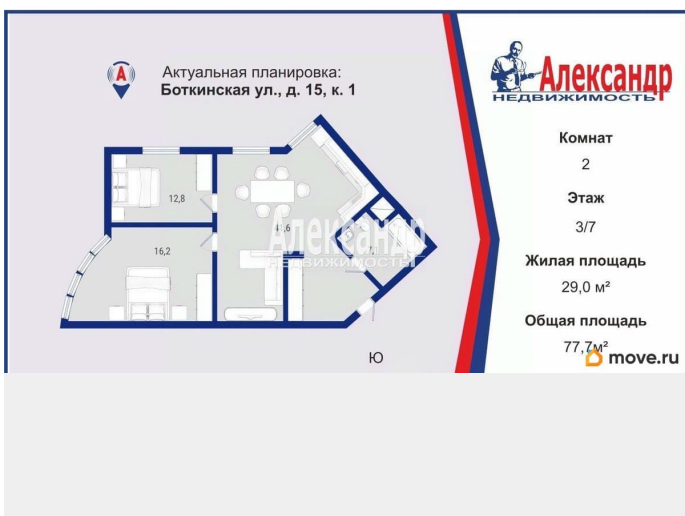 Актуальная планировка:
Боткинская ул., д. 15, к. 1
Александр
НЕДВИЖИМОСТЬ
Комнат
2
Этаж
3/7
Жилая площадь
29,0 м²
Общая площадь
77,7м²
move.ru
12,8
16,2
Александр
НЕДВИЖИМОСТЬ
Ю